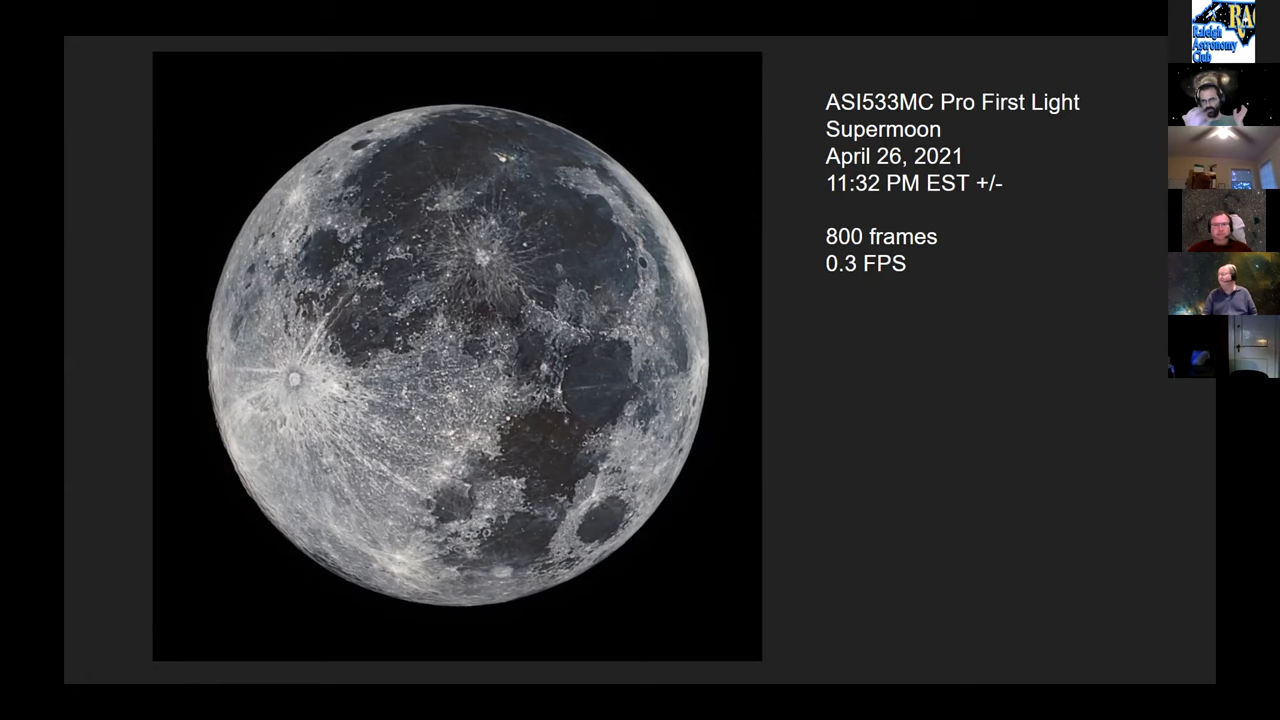 ASI533MC Pro First Light
Supermoon
April 26, 2021
11:32 PM EST +/-
800 frames
0.3 FPS
RA
Raleigh
Astronomy
Club